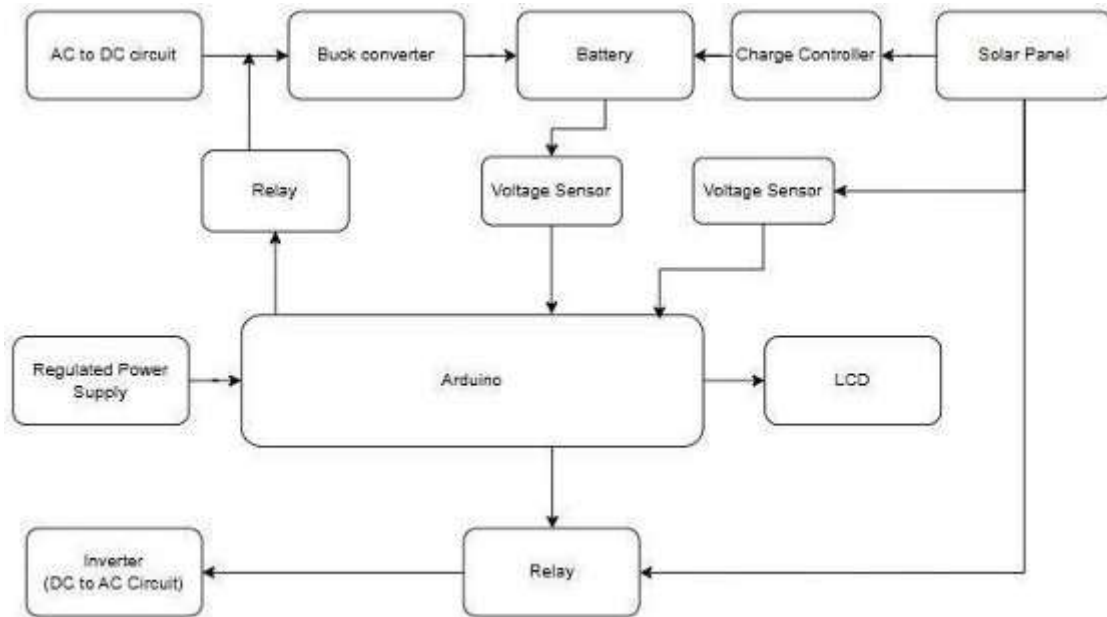 AC to DC circuit
Buck converter
Battery
Charge Controller
Solar Panel
Relay
Voltage Sensor
Voltage Sensor
Regulated Power
Supply
Arduino
LCD
Inverter
(DC to AC Circuit)
Relay